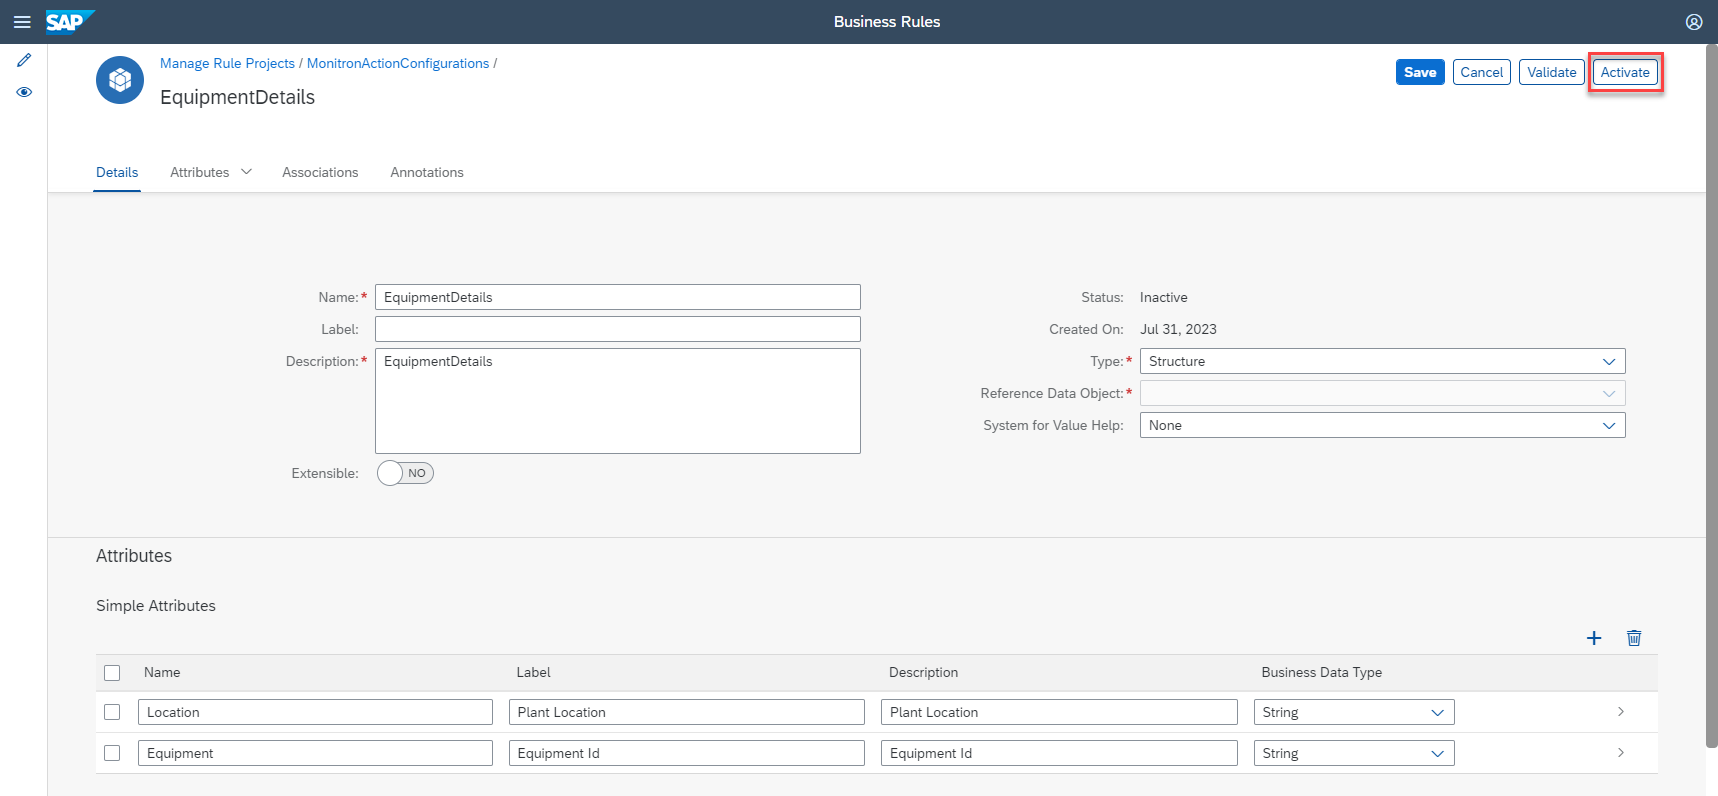 SAP
Business Rules
Manage Rule Projects / MonitronActionConfigurations /
EquipmentDetails
Save Cancel Validate Activate
Details Attributes Associations Annotations
Name:* EquipmentDetails
Label:
Description:* EquipmentDetails
Extensible: NO
Status: Inactive
Created On: Jul 31, 2023
Type:* Structure
Reference Data Object:*
System for Value Help: None
Attributes
Simple Attributes
Name Label Description Business Data Type
Location Plant Location Plant Location String
Equipment Equipment Id Equipment Id String